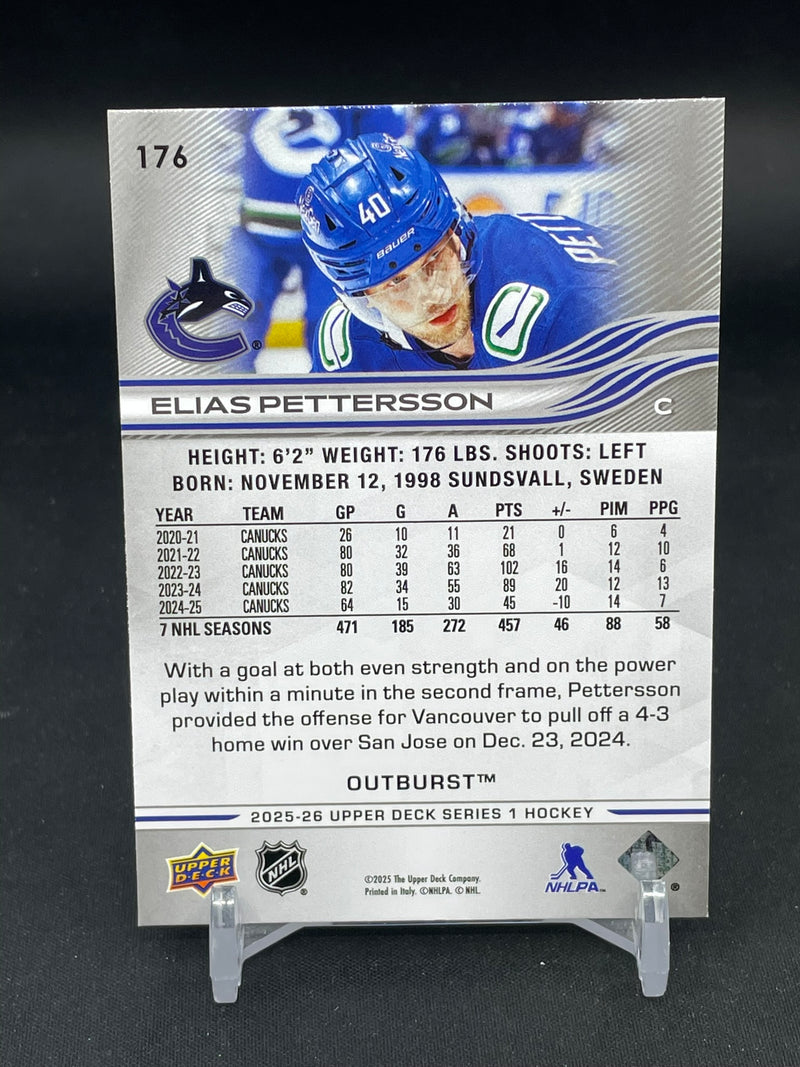 176
40
BAUER
PETT
ELIAS PETTERSSON
C
HEIGHT: 6'2" WEIGHT: 176 LBS. SHOOTS: LEFT
BORN: NOVEMBER 12, 1998 SUNDSVALL, SWEDEN
YEAR TEAM GP G A PTS +/- PIM PPG
2020-21 CANUCKS 26 10 11 21 0 6 4
2021-22 CANUCKS 80 32 36 68 1 12 10
2022-23 CANUCKS 80 39 63 102 16 14 6
2023-24 CANUCKS 82 34 55 89 20 12 13
2024-25 CANUCKS 64 15 30 45 -10 14 7
7 NHL SEASONS 471 185 272 457 46 88 58
With a goal at both even strength and on the power
play within a minute in the second frame, Pettersson
provided the offense for Vancouver to pull off a 4-3
home win over San Jose on Dec. 23, 2024.
OUTBURST™
2025-26 UPPER DECK SERIES 1 HOCKEY
UPPER
D·E·C·K
NHL
®
©2025 The Upper Deck Company.
Printed in Italy. ©NHLPA. © NHL.
NHLPA™
®